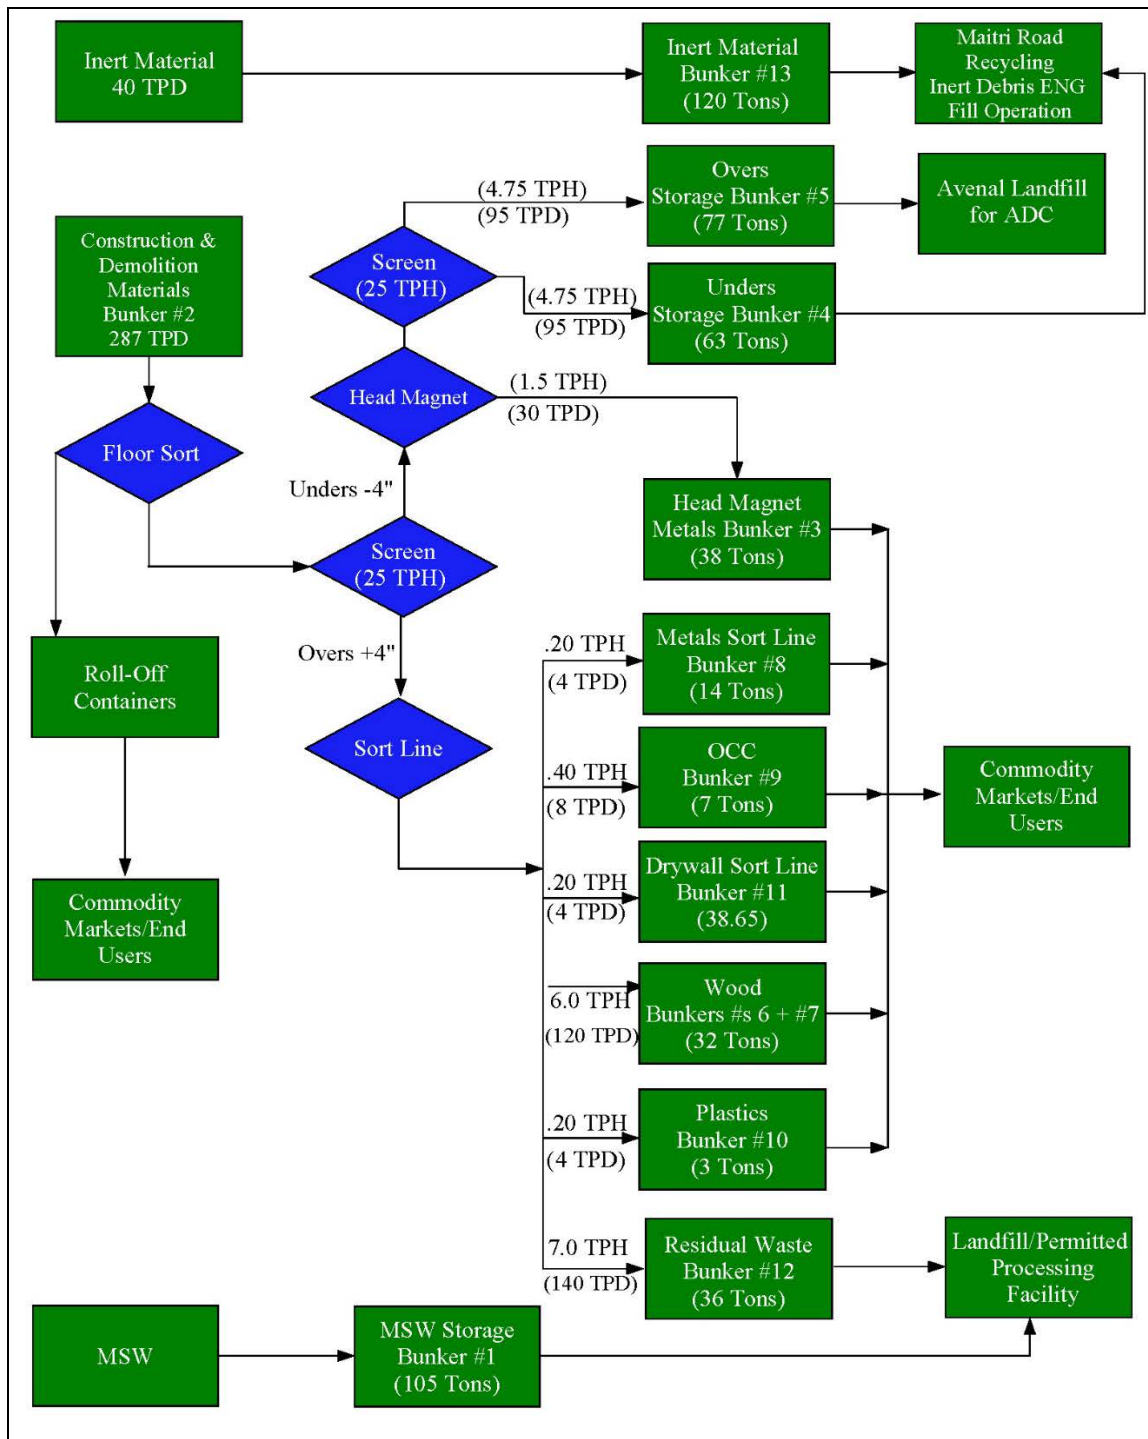 Inert Material
40 TPD
Inert Material
Bunker #13
(120 Tons)
Maitri Road
Recycling
Inert Debris ENG
Fill Operation
Construction &
Demolition
Materials
Bunker #2
287 TPD
Screen
(25 TPH)
(4.75 TPH)
(95 TPD)
Overs
Storage Bunker #5
(77 Tons)
Avenal Landfill
for ADC
(4.75 TPH)
(95 TPD)
Unders
Storage Bunker #4
(63 Tons)
Head Magnet
(1.5 TPH)
(30 TPD)
Floor Sort
Unders -4"
Head Magnet
Metals Bunker #3
(38 Tons)
Screen
(25 TPH)
Overs +4"
Roll-Off
Containers
Sort Line
.20 TPH
(4 TPD)
Metals Sort Line
Bunker #8
(14 Tons)
.40 TPH
(8 TPD)
OCC
Bunker #9
(7 Tons)
Commodity
Markets/End
Users
.20 TPH
(4 TPD)
Drywall Sort Line
Bunker #11
(38.65)
Commodity
Markets/End
Users
6.0 TPH
(120 TPD)
Wood
Bunkers #s 6 + #7
(32 Tons)
.20 TPH
(4 TPD)
Plastics
Bunker #10
(3 Tons)
7.0 TPH
(140 TPD)
Residual Waste
Bunker #12
(36 Tons)
Landfill/Permitted
Processing
Facility
MSW
MSW Storage
Bunker #1
(105 Tons)